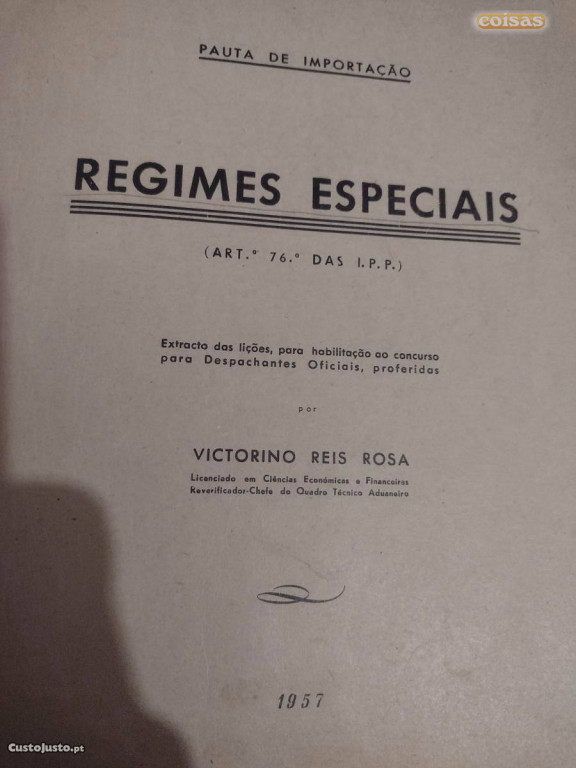 coisas
PAUTA DE IMPORTAÇÃO
REGIMES ESPECIAIS
(ART.º 76.º DAS I.P.P.)
Extracto das lições, para habilitação ao concurso
para Despachantes Oficiais, proferidas
por
VICTORINO REIS ROSA
Licenciado em Ciências Económicas e Financeiras
Reverificador-Chefe do Quadro Técnico Aduaneiro
1957
CustoJusto.pt